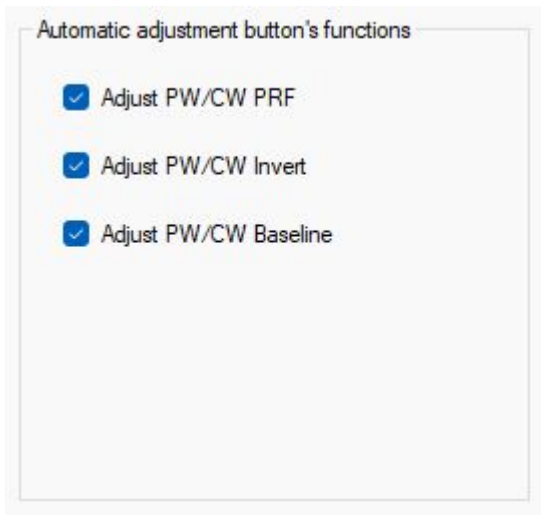 Automatic adjustment button's functions
Adjust PW/CW PRF
Adjust PW/CW Invert
Adjust PW/CW Baseline